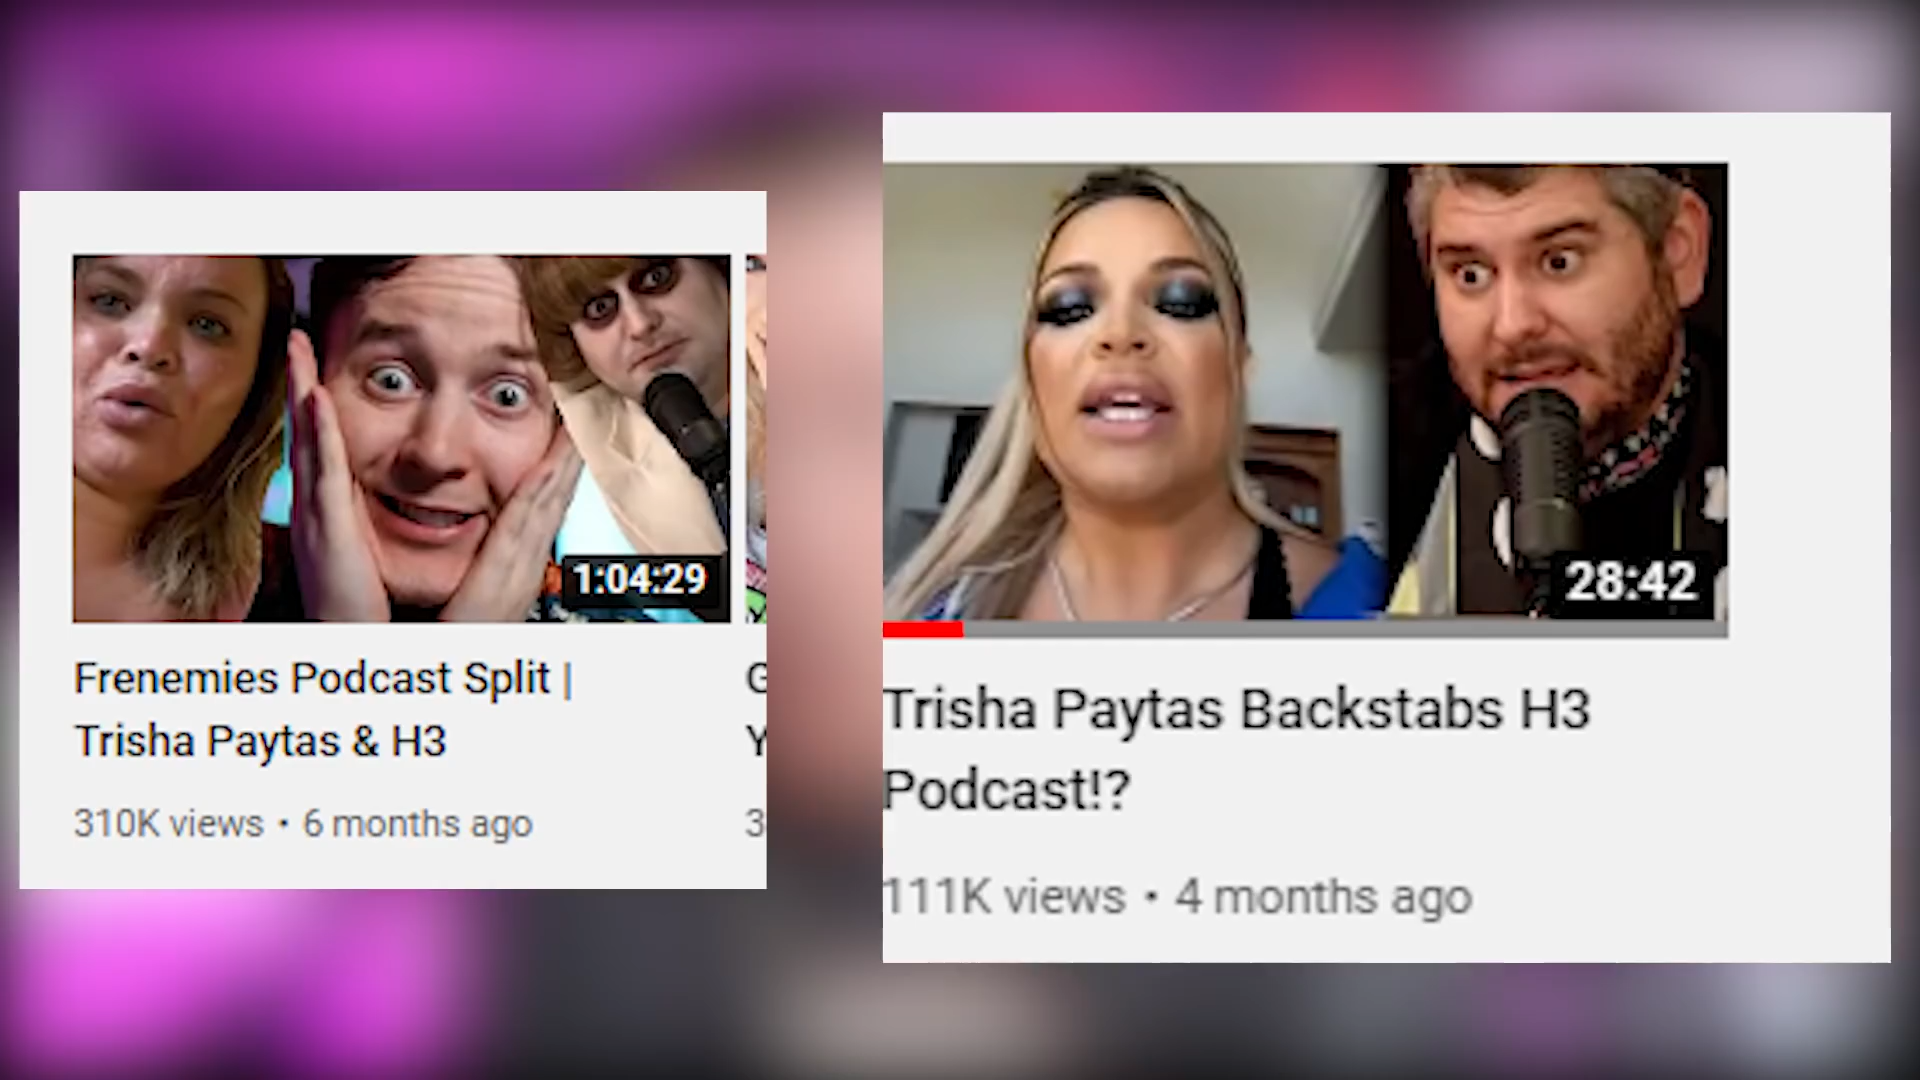 1:04:29
Frenemies Podcast Split |
Trisha Paytas & H3
310K views • 6 months ago
28:42
Trisha Paytas Backstabs H3
Podcast!?
111K views • 4 months ago